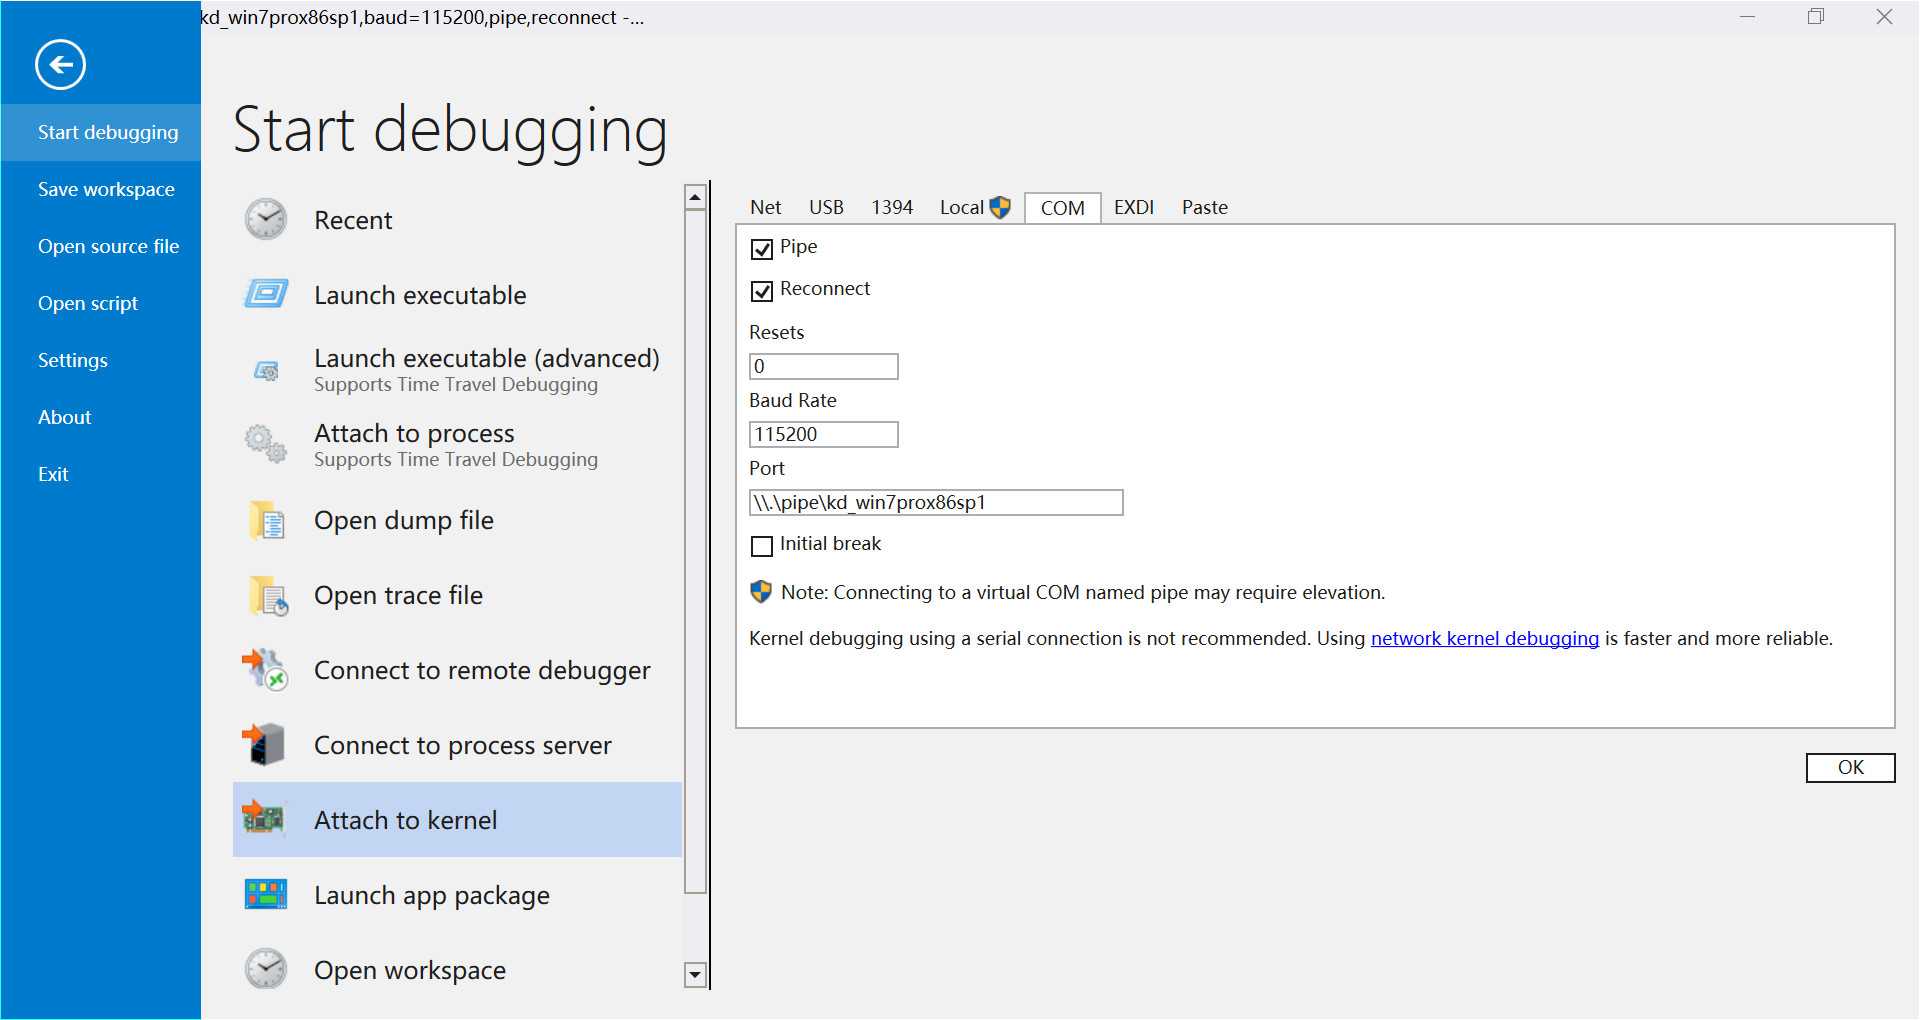 kd_win7prox86sp1,baud=115200,pipe,reconnect -...
Start debugging
Save workspace
Open source file
Open script
Settings
About
Exit
Start debugging
Recent
Launch executable
Launch executable (advanced)
Supports Time Travel Debugging
Attach to process
Supports Time Travel Debugging
Open dump file
Open trace file
Connect to remote debugger
Connect to process server
Attach to kernel
Launch app package
Open workspace
Net USB 1394 Local COM EXDI Paste
Pipe
Reconnect
Resets
0
Baud Rate
115200
Port
\\.\pipe\kd_win7prox86sp1
Initial break
Note: Connecting to a virtual COM named pipe may require elevation.
Kernel debugging using a serial connection is not recommended. Using network kernel debugging is faster and more reliable.
OK